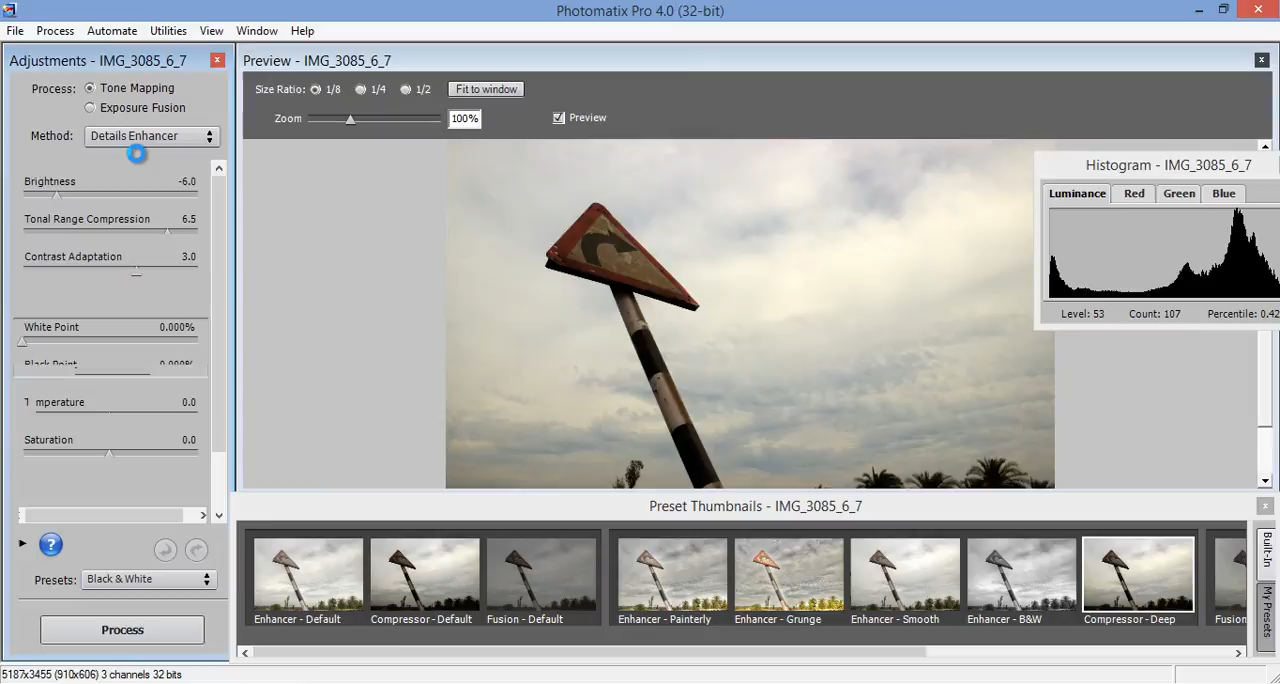 Photomatix Pro 4.0 (32-bit)
File Process Automate Utilities View Window Help
Adjustments - IMG_3085_6_7
Process: Tone Mapping
Exposure Fusion
Method: Details Enhancer
Brightness -6.0
Tonal Range Compression 6.5
Contrast Adaptation 3.0
White Point 0.000%
Black Point 0.000%
Temperature 0.0
Saturation 0.0
Presets: Black & White
Process
Preview - IMG_3085_6_7
Size Ratio: 1/8 1/4 1/2 Fit to window
Zoom 100% Preview
Histogram - IMG_3085_6_7
Luminance Red Green Blue
Level: 53 Count: 107 Percentile: 0.42
Preset Thumbnails - IMG_3085_6_7
Enhancer - Default Compressor - Default Fusion - Default Enhancer - Painterly Enhancer - Grunge Enhancer - Smooth Enhancer - B&W Compressor - Deep Fusion
Built-In
My Presets
5187x3455 (910x606) 3 channels 32 bits